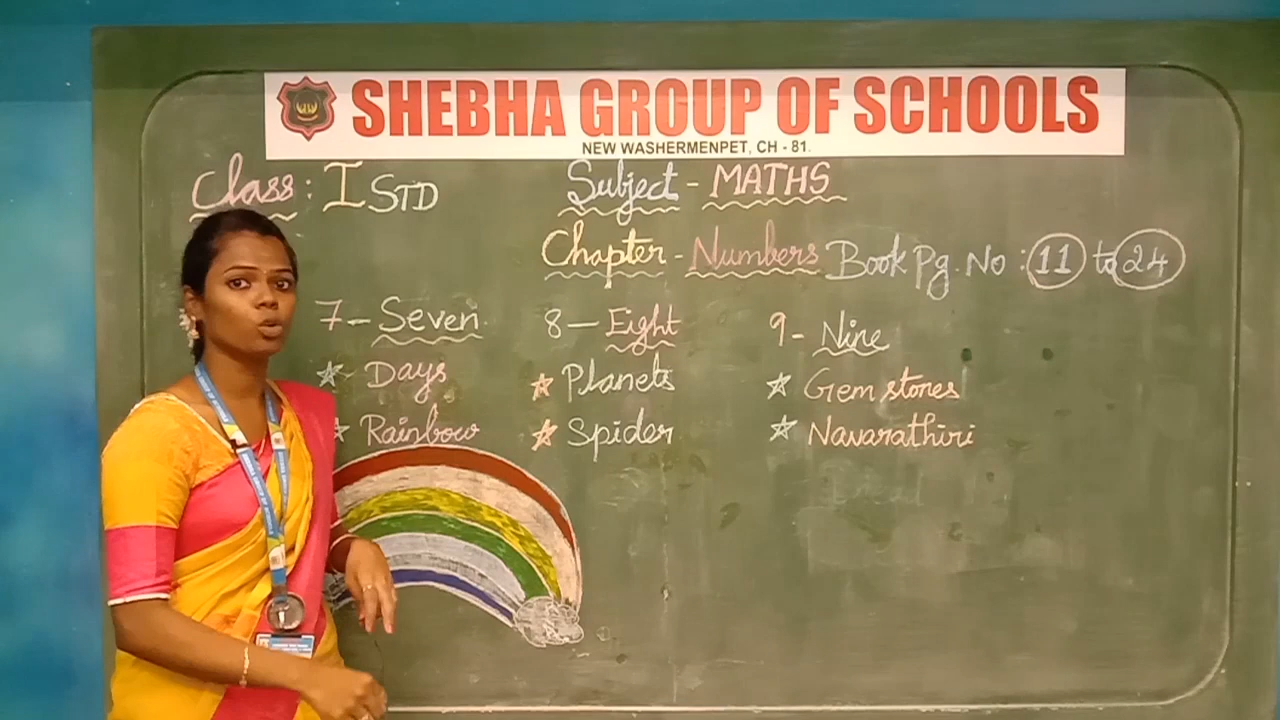 SHEBHA GROUP OF SCHOOLS
NEW WASHERMENPET, CH - 81.
Class : I STD
Subject - MATHS
Chapter - Numbers Book Pg. No : 11 to 24
7 - Seven
8 - Eight
9 - Nine
Days
Planets
Gem stones
Rainbow
Spider
Navarathiri